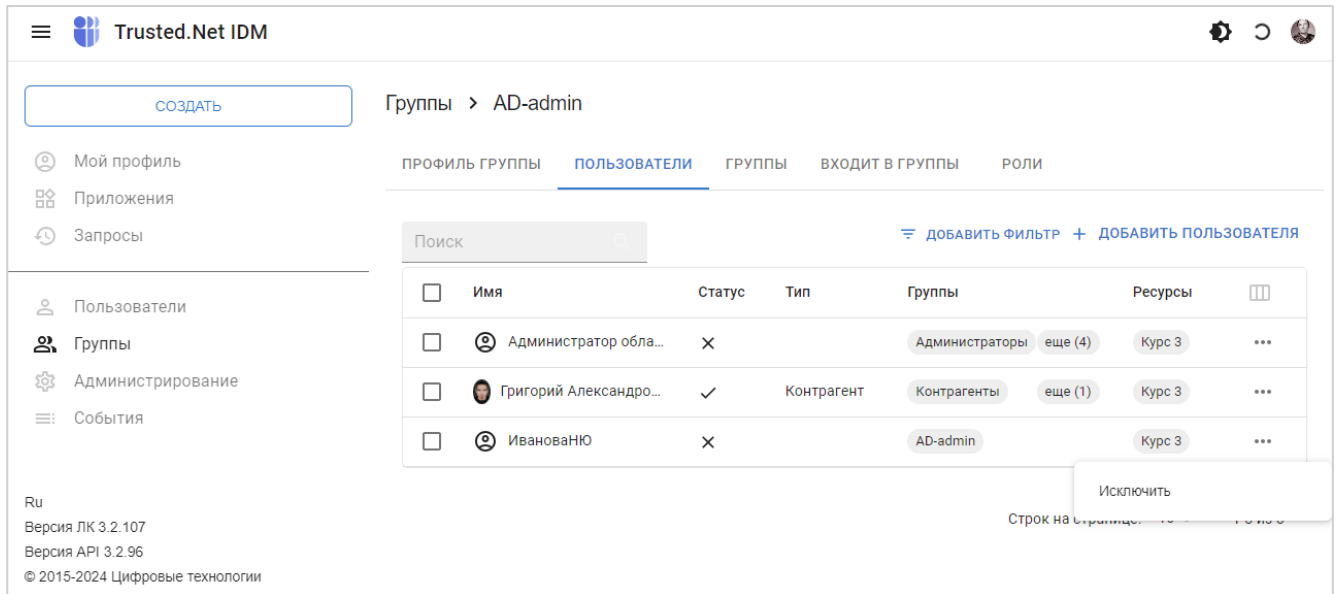 Trusted.Net IDM
СОЗДАТЬ
Мой профиль
Приложения
Запросы
Пользователи
Группы
Администрирование
События
Ru
Версия ЛК 3.2.107
Версия API 3.2.96
© 2015-2024 Цифровые технологии
Группы > AD-admin
ПРОФИЛЬ ГРУППЫ ПОЛЬЗОВАТЕЛИ ГРУППЫ ВХОДИТ В ГРУППЫ РОЛИ
Поиск ДОБАВИТЬ ФИЛЬТР + ДОБАВИТЬ ПОЛЬЗОВАТЕЛЯ
Имя Статус Тип Группы Ресурсы
Администратор обла... Администраторы еще (4) Курс 3
Григорий Александро... Контрагент Контрагенты еще (1) Курс 3
ИвановаНЮ AD-admin Курс 3
Исключить
Строк на странице: